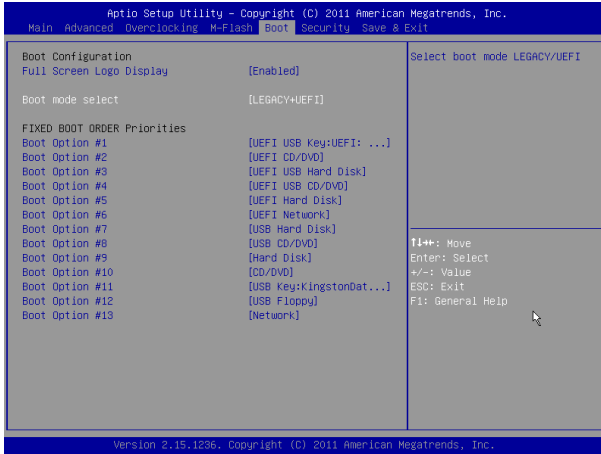 Aptio Setup Utility - Copyright (C) 2011 American Megatrends, Inc.
Main Advanced Overclocking M-Flash Boot Security Save & Exit
Boot Configuration
Full Screen Logo Display [Enabled]
Boot mode select [LEGACY+UEFI]
FIXED BOOT ORDER Priorities
Boot Option #1 [UEFI USB Key:UEFI: ...]
Boot Option #2 [UEFI CD/DVD]
Boot Option #3 [UEFI USB Hard Disk]
Boot Option #4 [UEFI USB CD/DVD]
Boot Option #5 [UEFI Hard Disk]
Boot Option #6 [UEFI Network]
Boot Option #7 [USB Hard Disk]
Boot Option #8 [USB CD/DVD]
Boot Option #9 [Hard Disk]
Boot Option #10 [CD/DVD]
Boot Option #11 [USB Key:KingstonDat...]
Boot Option #12 [USB Floppy]
Boot Option #13 [Network]
Select boot mode LEGACY/UEFI
↑↓→←: Move
Enter: Select
+/-: Value
ESC: Exit
F1: General Help
Version 2.15.1236. Copyright (C) 2011 American Megatrends, Inc.